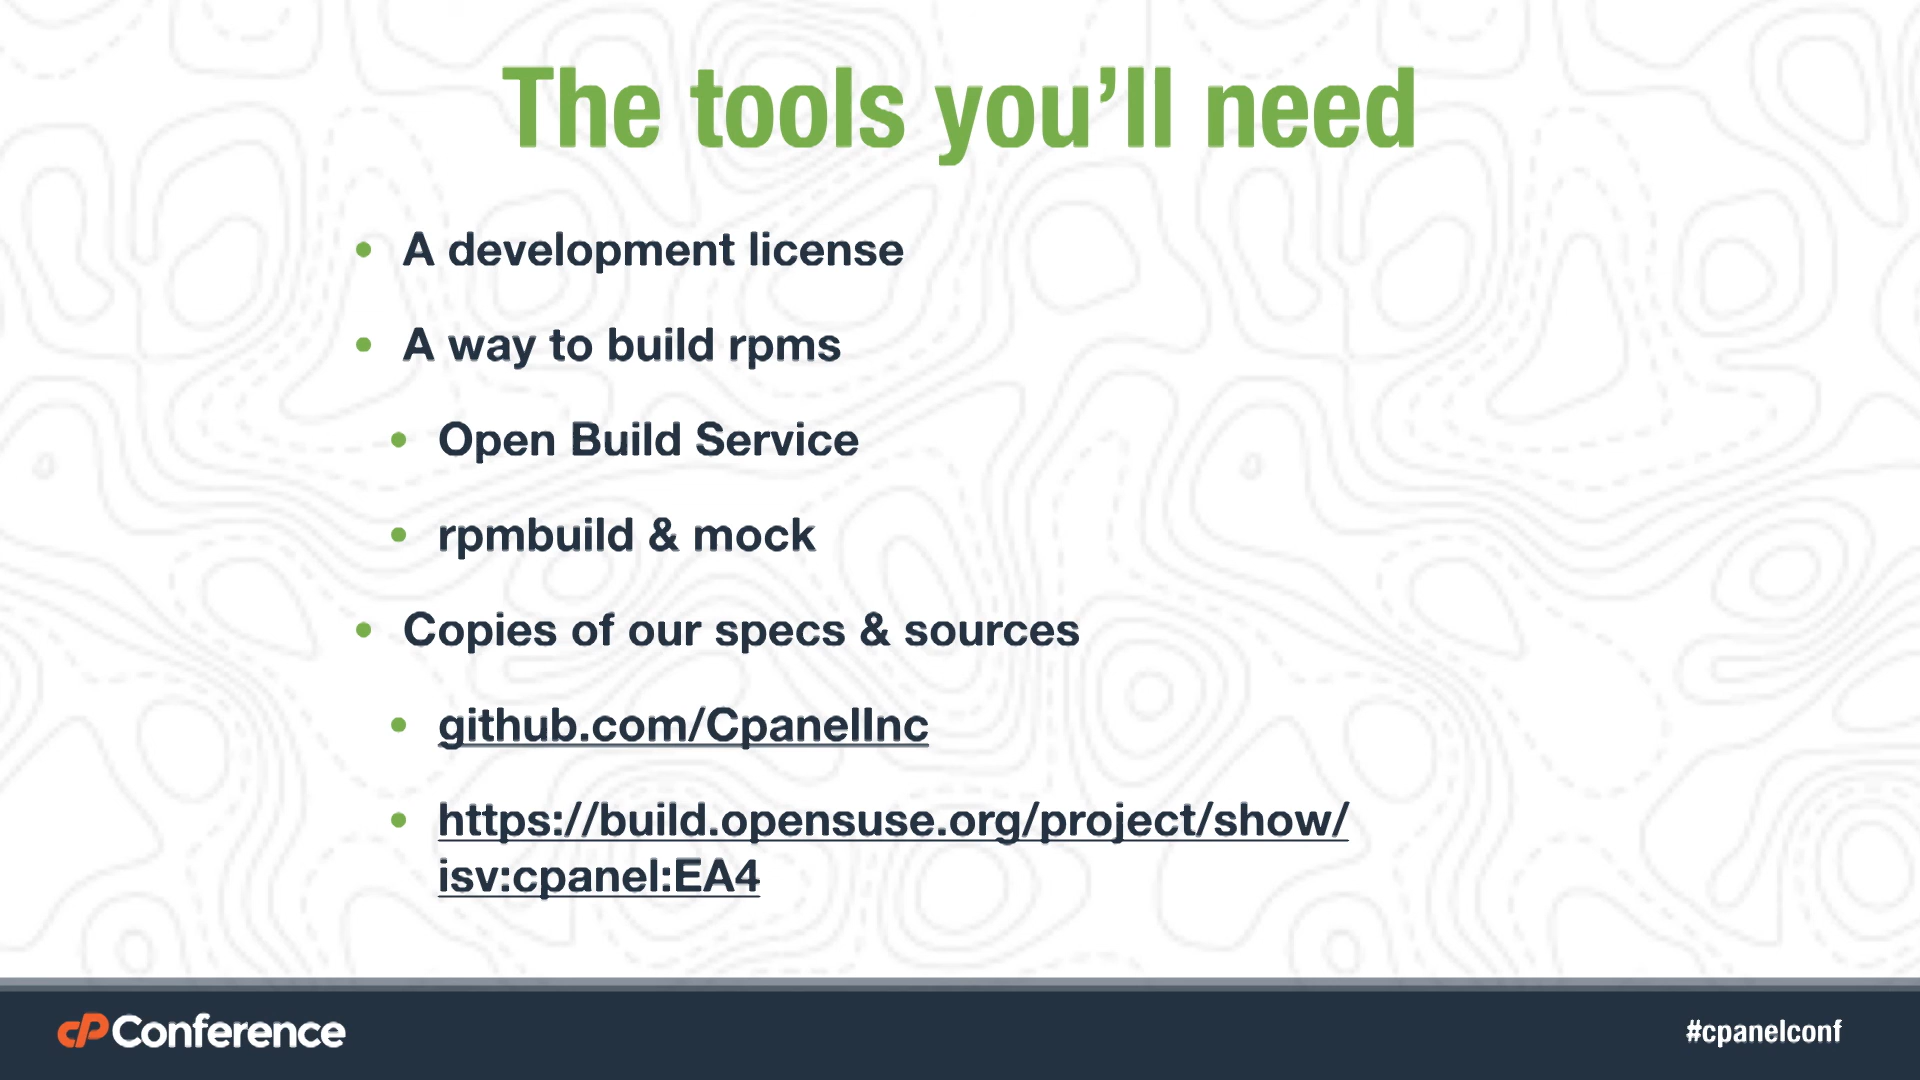 The tools you’ll need
• A development license
• A way to build rpms
• Open Build Service
• rpmbuild & mock
• Copies of our specs & sources
• github.com/CpanelInc
• https://build.opensuse.org/project/show/
isv:cpanel:EA4
cPConference
#cpanelconf